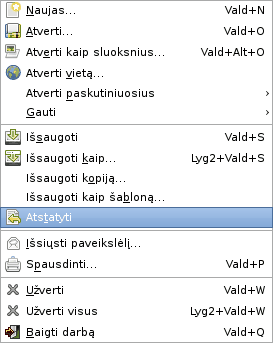 Naujas... Vald+N
Atverti... Vald+O
Atverti kaip sluoksnius... Vald+Alt+O
Atverti vietą...
Atverti paskutiniuosius
Gauti
Išsaugoti Vald+S
Išsaugoti kaip... Lyg2+Vald+S
Išsaugoti kopiją...
Išsaugoti kaip šabloną...
Atstatyti
Išsiųsti paveikslėlį...
Spausdinti... Vald+P
Užverti Vald+W
Užverti visus Lyg2+Vald+W
Baigti darbą Vald+Q